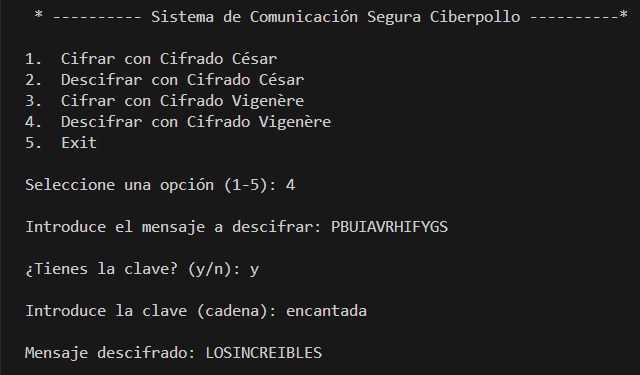 * ---------- Sistema de Comunicación Segura Ciberpollo ----------*
1. Cifrar con Cifrado César
2. Descifrar con Cifrado César
3. Cifrar con Cifrado Vigenère
4. Descifrar con Cifrado Vigenère
5. Exit
Seleccione una opción (1-5): 4
Introduce el mensaje a descifrar: PBUIAVRHIFYGS
¿Tienes la clave? (y/n): y
Introduce la clave (cadena): encantada
Mensaje descifrado: LOSINCREIBLES